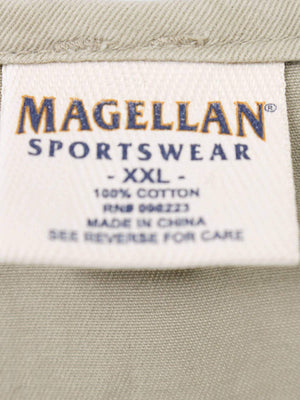 MAGELLAN®
SPORTSWEAR
- XXL -
100% COTTON
RN# 098223
MADE IN CHINA
SEE REVERSE FOR CARE